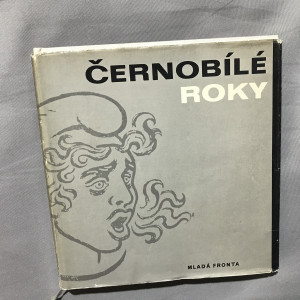 ČERNOBÍLÉ
ROKY
MLADÁ FRONTA